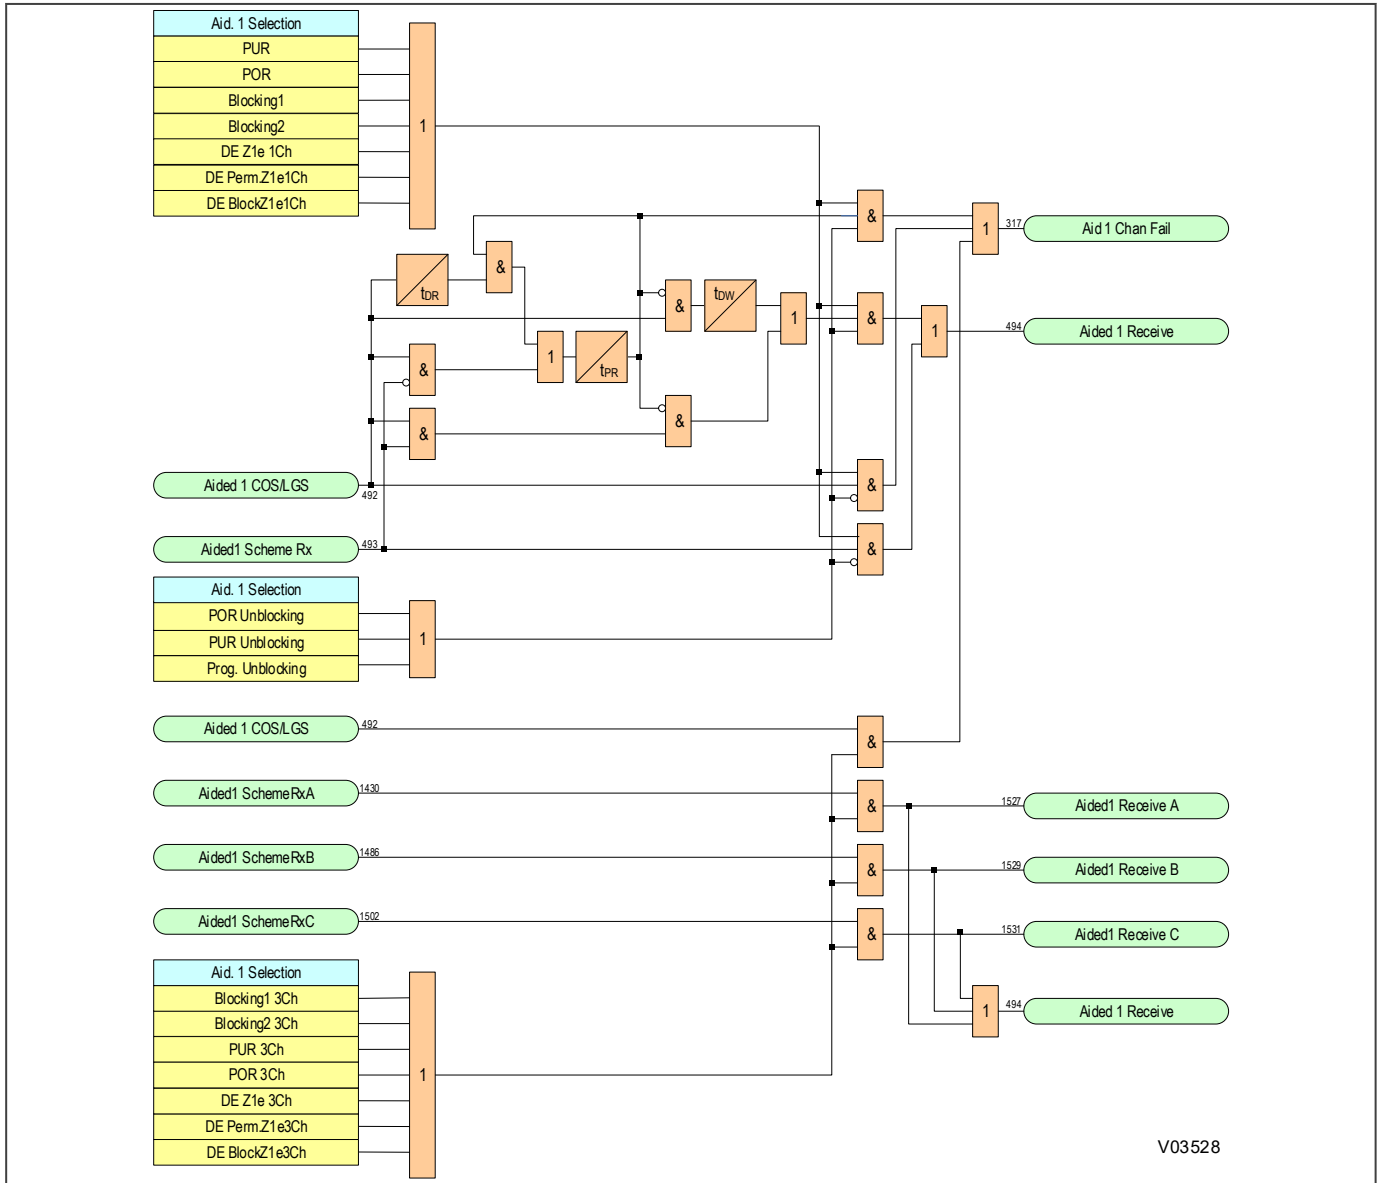 Aid. 1 Selection
PUR
POR
Blocking1
Blocking2
DE Z1e 1Ch
DE Perm.Z1e1Ch
DE BlockZ1e1Ch
1
&
1
317
Aid 1 Chan Fail
&
tDR
&
tDW
1
&
1
494
Aided 1 Receive
&
1
tPR
&
&
Aided 1 COS/LGS
492
&
Aided1 Scheme Rx
493
&
Aid. 1 Selection
POR Unblocking
PUR Unblocking
Prog. Unblocking
1
Aided 1 COS/LGS
492
&
Aided1 SchemeRxA
1430
&
1527
Aided1 Receive A
Aided1 SchemeRxB
1486
&
1529
Aided1 Receive B
Aided1 SchemeRxC
1502
&
1531
Aided1 Receive C
Aid. 1 Selection
Blocking1 3Ch
Blocking2 3Ch
PUR 3Ch
POR 3Ch
DE Z1e 3Ch
DE Perm.Z1e3Ch
DE BlockZ1e3Ch
1
1
494
Aided 1 Receive
V03528